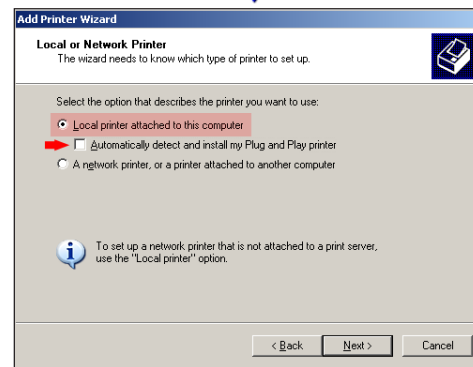 Add Printer Wizard
Local or Network Printer
The wizard needs to know which type of printer to set up.
Select the option that describes the printer you want to use:
Local printer attached to this computer
Automatically detect and install my Plug and Play printer
A network printer, or a printer attached to another computer
To set up a network printer that is not attached to a print server,
use the "Local printer" option.
< Back Next > Cancel